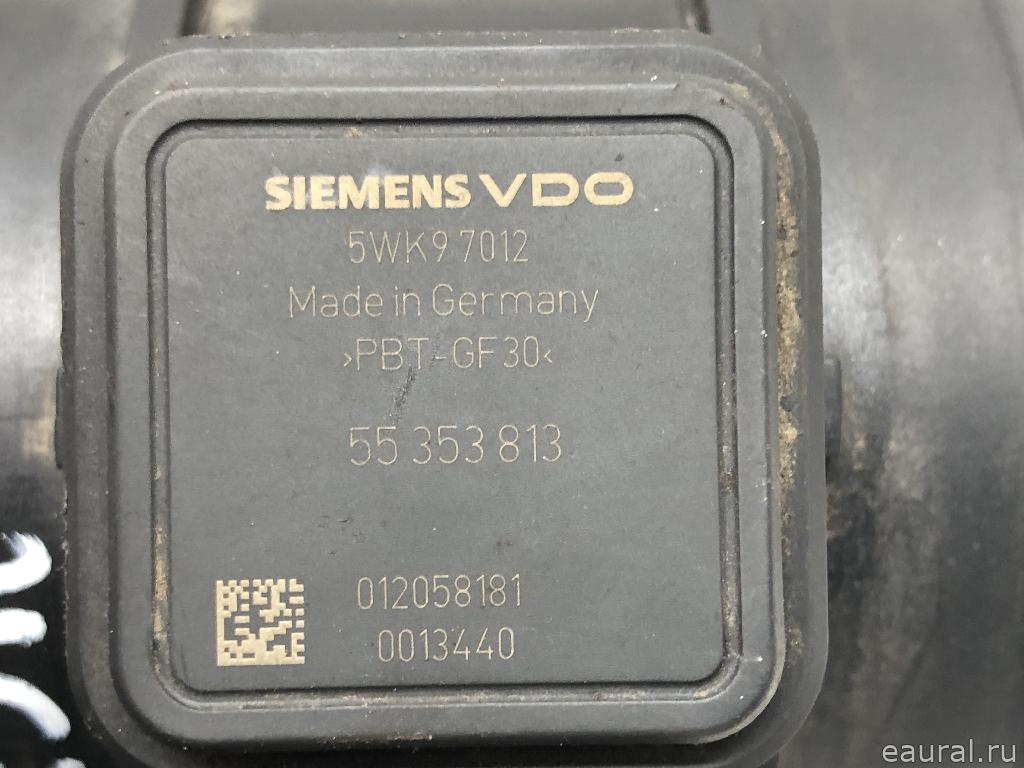 SIEMENS VDO
5WK9 7012
Made in Germany
>PBT-GF30<
55 353 813
012058181
0013440
eaural.ru